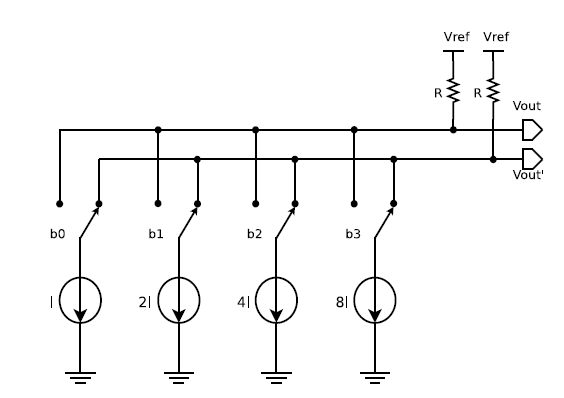 Vref Vref
R R
Vout
Vout'
b0 b1 b2 b3
I 2I 4I 8I